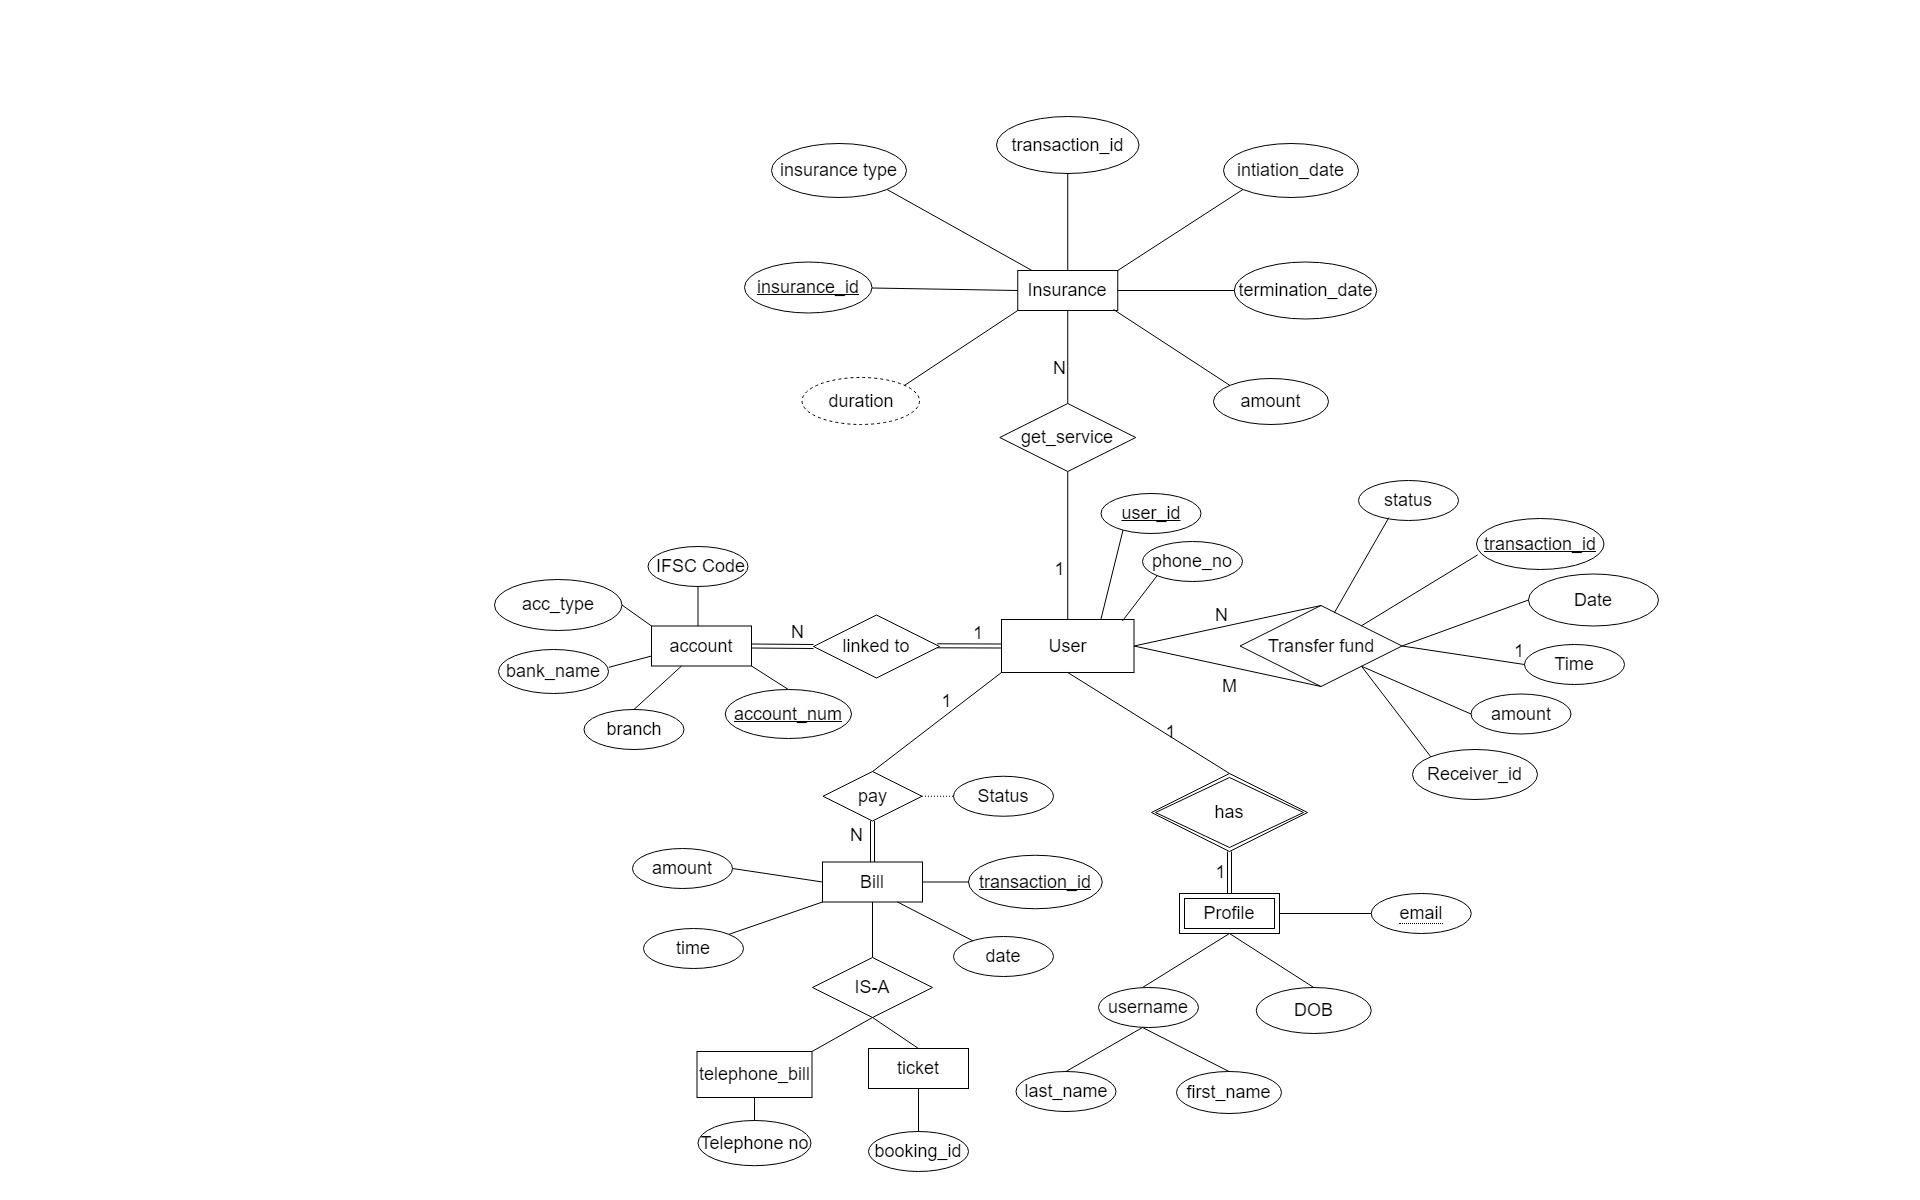 transaction_id
insurance type
intiation_date
insurance_id
Insurance
termination_date
N
duration
amount
get_service
status
user_id
transaction_id
phone_no
IFSC Code
1
acc_type
Date
N
account
N
1
linked to
User
Transfer fund
1
Time
bank_name
M
1
account_num
amount
branch
1
Receiver_id
pay
Status
has
N
amount
1
Bill
transaction_id
Profile
email
time
date
IS-A
username
DOB
telephone_bill
ticket
last_name
first_name
Telephone no
booking_id